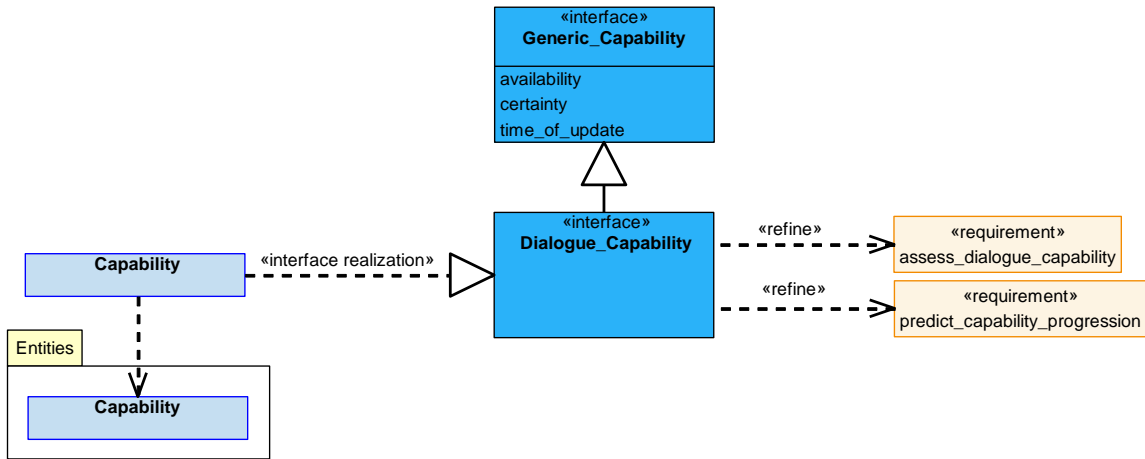 «interface»
Generic_Capability
availability
certainty
time_of_update
«interface»
Dialogue_Capability
«refine»
«requirement»
assess_dialogue_capability
Capability
«interface realization»
«refine»
«requirement»
predict_capability_progression
Entities
Capability